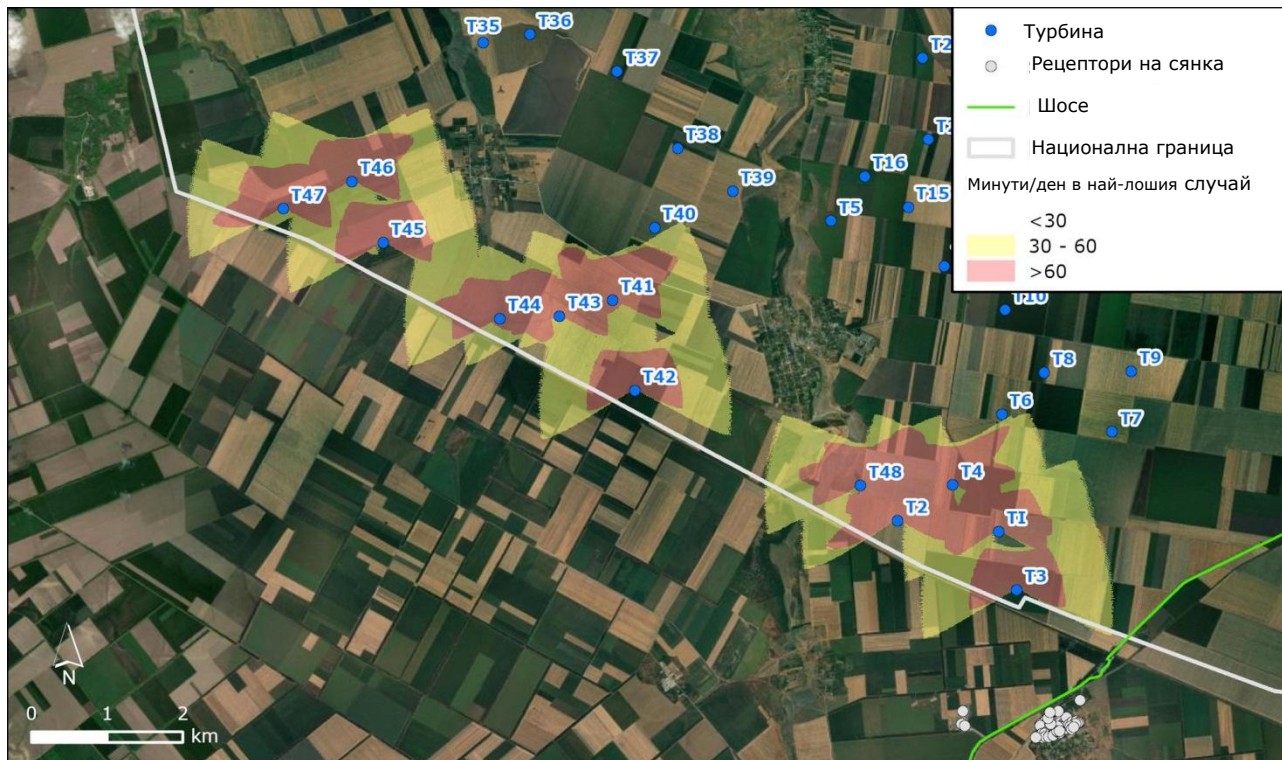 Турбина
Рецептори на сянка
Шосе
Национална граница
Минути/ден в най-лошия случай
<30
30 - 60
>60
T35
T36
T37
T38
T39
T16
T15
T5
T40
T46
T47
T45
T41
T43
T44
T42
T10
T8
T9
T6
T7
T48
T4
T2
TI
T3
N
0 1 2
km